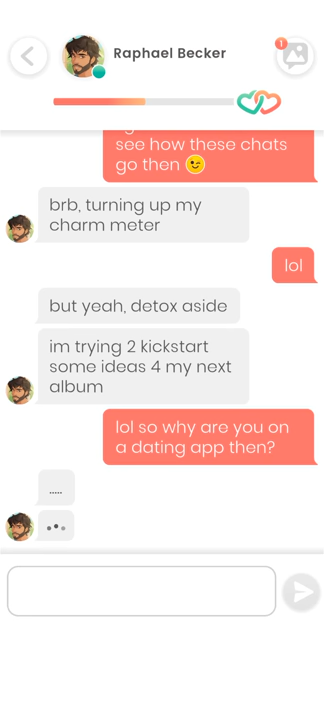 Raphael Becker
1
see how these chats
go then 😉
brb, turning up my
charm meter
lol
but yeah, detox aside
im trying 2 kickstart
some ideas 4 my next
album
lol so why are you on
a dating app then?
.....